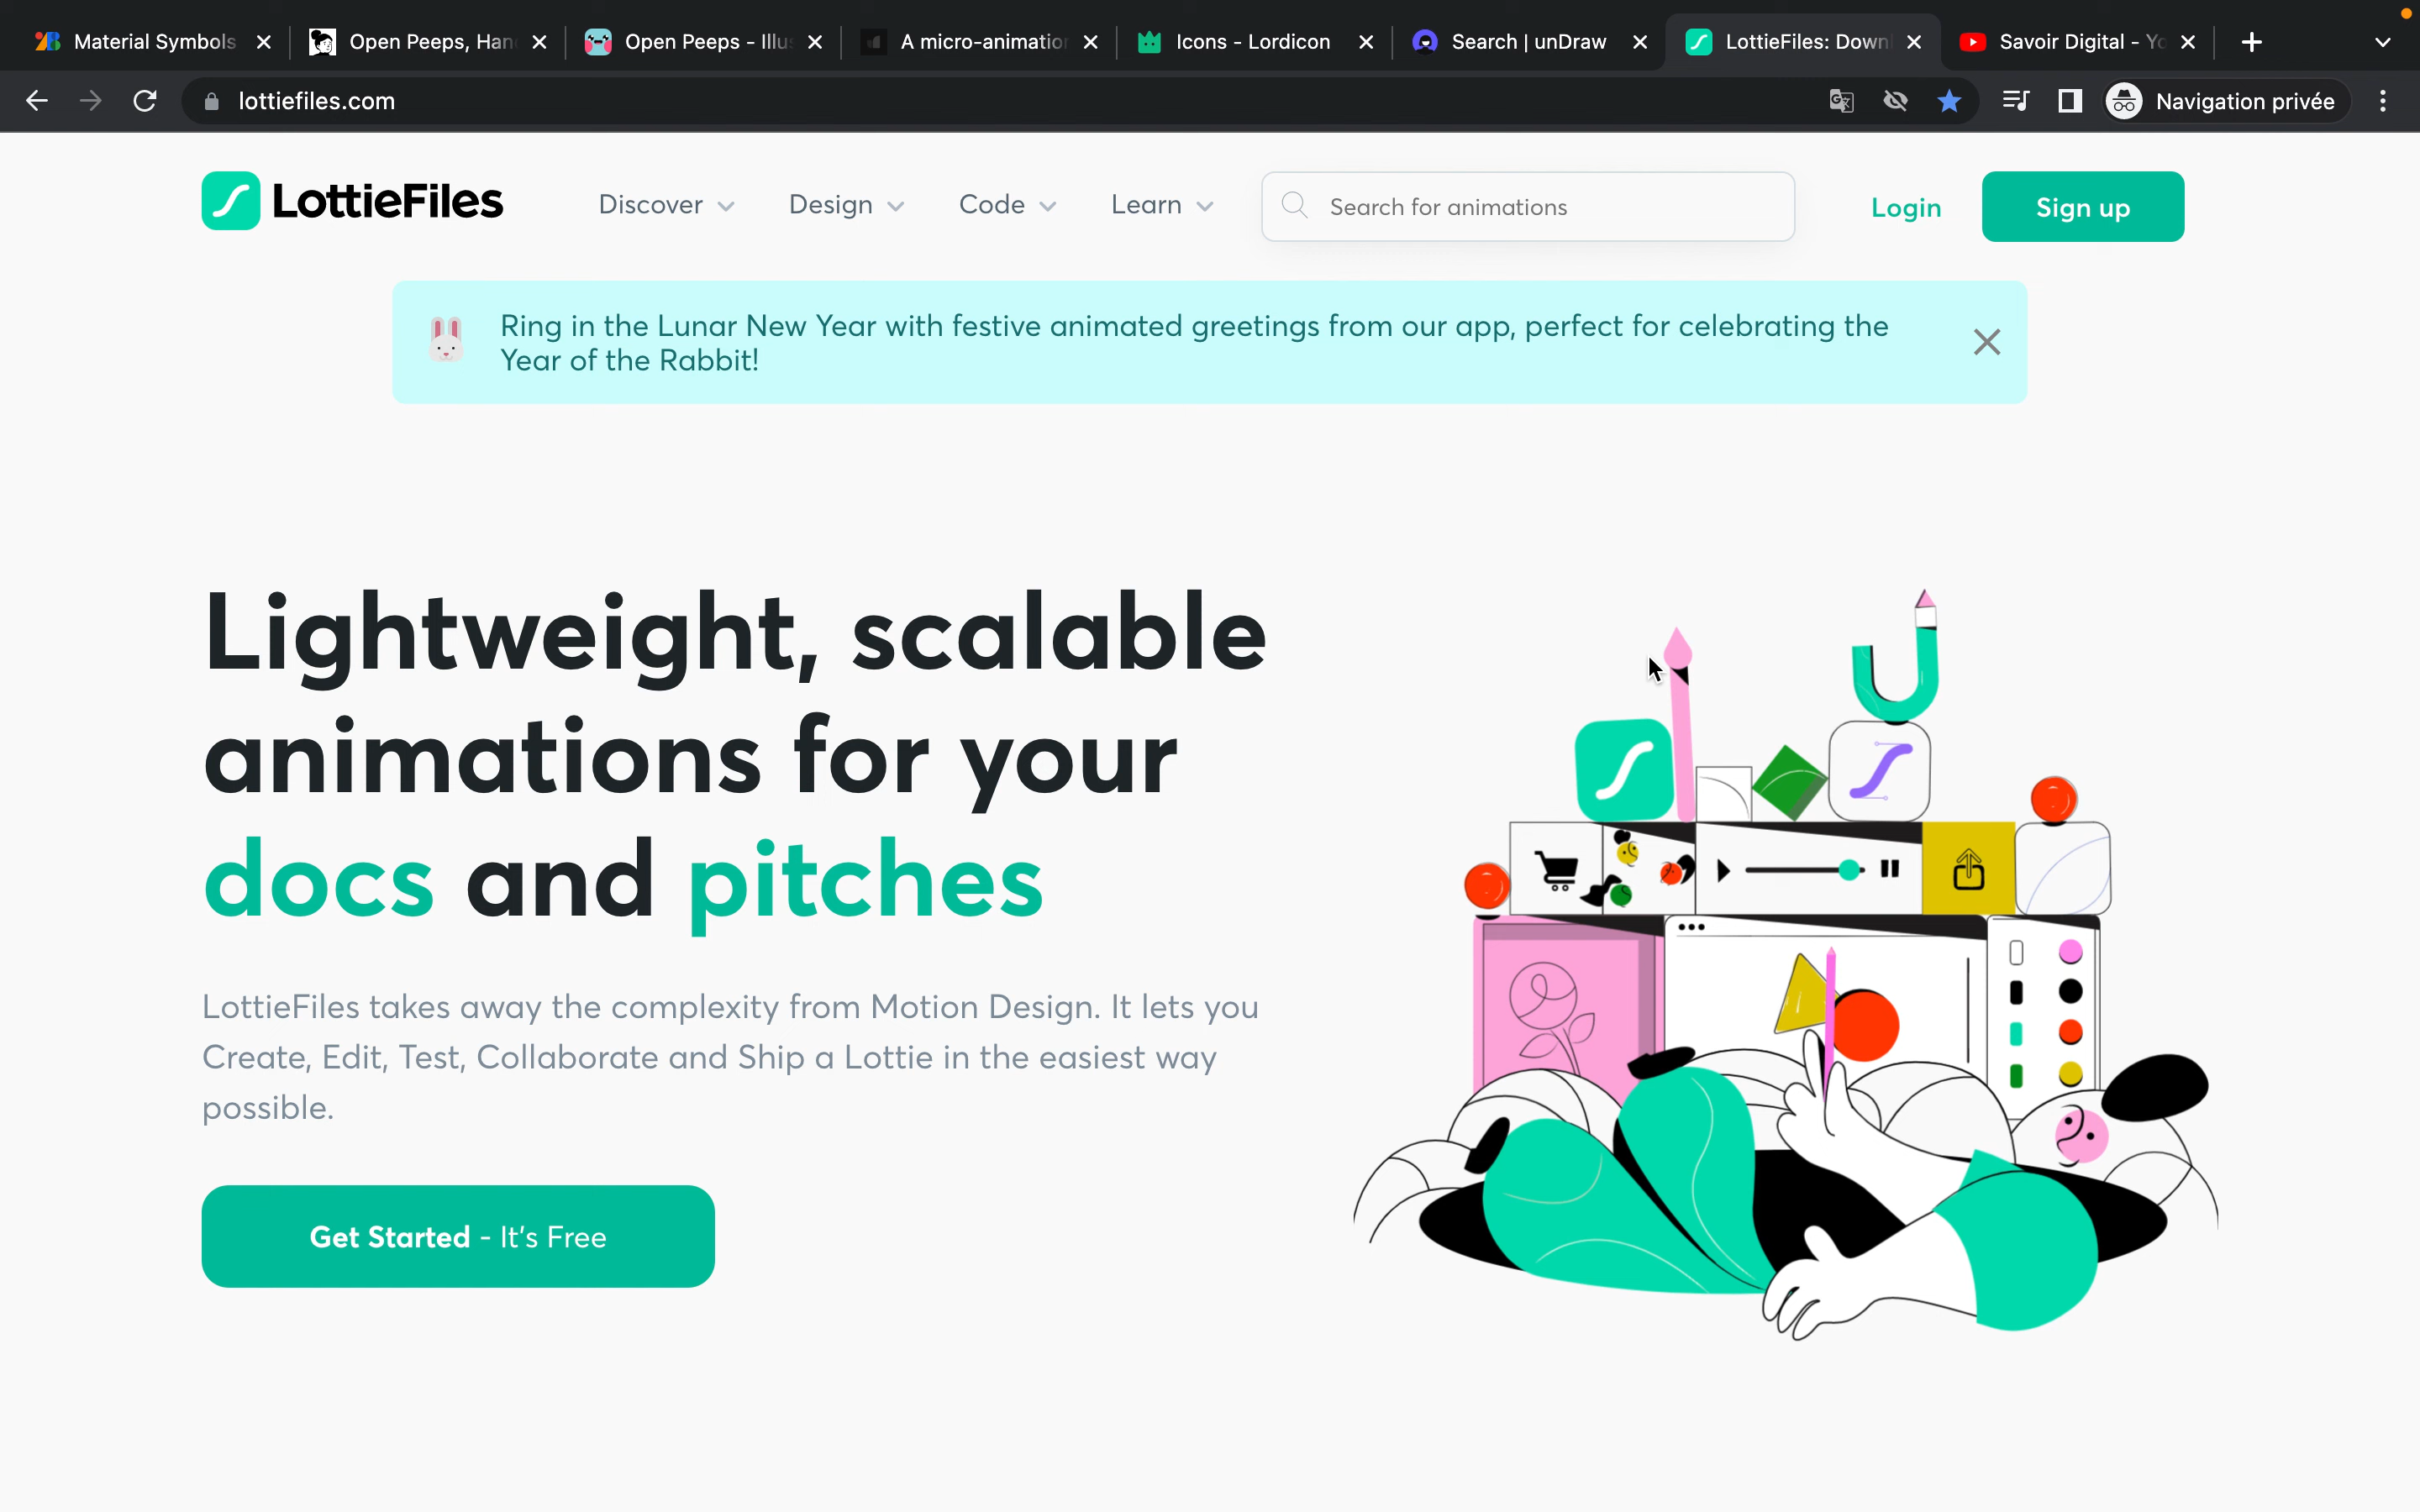 Material Symbols
Open Peeps, Han
Open Peeps - Illus
A micro-animation
Icons - Lordicon
Search | unDraw
LottieFiles: Down
Savoir Digital - Yo
lottiefiles.com
Navigation privée
LottieFiles
Discover
Design
Code
Learn
Search for animations
Login
Sign up
Ring in the Lunar New Year with festive animated greetings from our app, perfect for celebrating the
Year of the Rabbit!
Lightweight, scalable
animations for your
docs and pitches
LottieFiles takes away the complexity from Motion Design. It lets you
Create, Edit, Test, Collaborate and Ship a Lottie in the easiest way
possible.
Get Started - It's Free